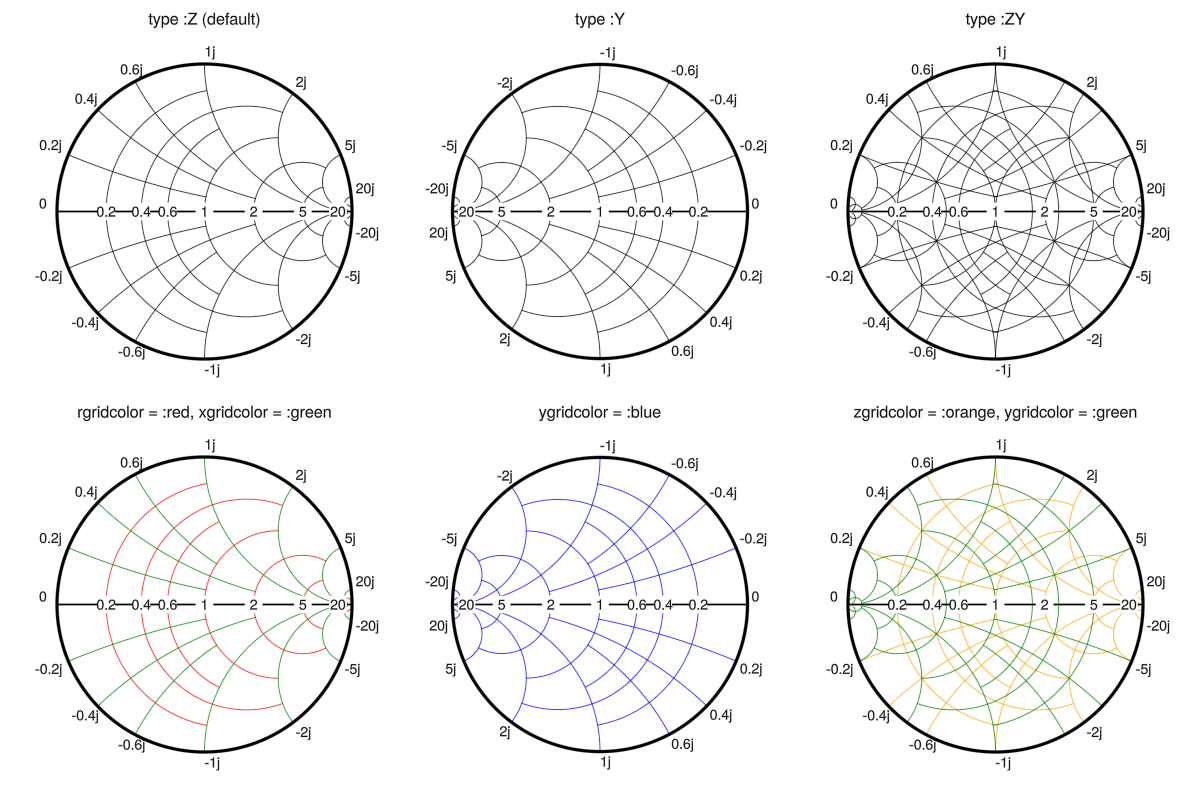 type :Z (default)
type :Y
type :ZY
1j
0.6j
2j
0.4j
0.2j
5j
20j
0
0.2 0.4 0.6 1 2 5 20
-20j
-0.2j
-5j
-0.4j
-2j
-0.6j
-1j
-1j
-2j
-0.6j
-0.4j
-5j
-0.2j
-20j
20 5 2 1 0.6 0.4 0.2
0
20j
5j
0.2j
0.4j
2j
0.6j
1j
1j
0.6j
2j
0.4j
0.2j
5j
20j
0
0.2 0.4 0.6 1 2 5 20
-20j
-0.2j
-5j
-0.4j
-2j
-0.6j
-1j
rgridcolor = :red, xgridcolor = :green
ygridcolor = :blue
zgridcolor = :orange, ygridcolor = :green
1j
0.6j
2j
0.4j
0.2j
5j
20j
0
0.2 0.4 0.6 1 2 5 20
-20j
-0.2j
-5j
-0.4j
-2j
-0.6j
-1j
-1j
-2j
-0.6j
-0.4j
-5j
-0.2j
-20j
20 5 2 1 0.6 0.4 0.2
0
20j
5j
0.2j
0.4j
2j
0.6j
1j
1j
0.6j
2j
0.4j
0.2j
5j
20j
0
0.2 0.4 0.6 1 2 5 20
-20j
-0.2j
-5j
-0.4j
-2j
-0.6j
-1j